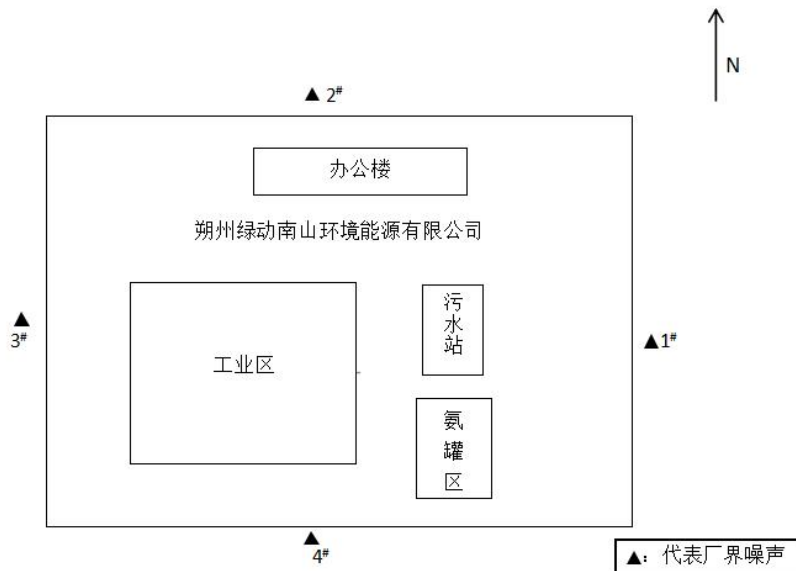 N
▲ 2#
办公楼
朔州绿动南山环境能源有限公司
污水站
▲
3#
工业区
▲1#
氨罐区
▲
4#
▲：代表厂界噪声